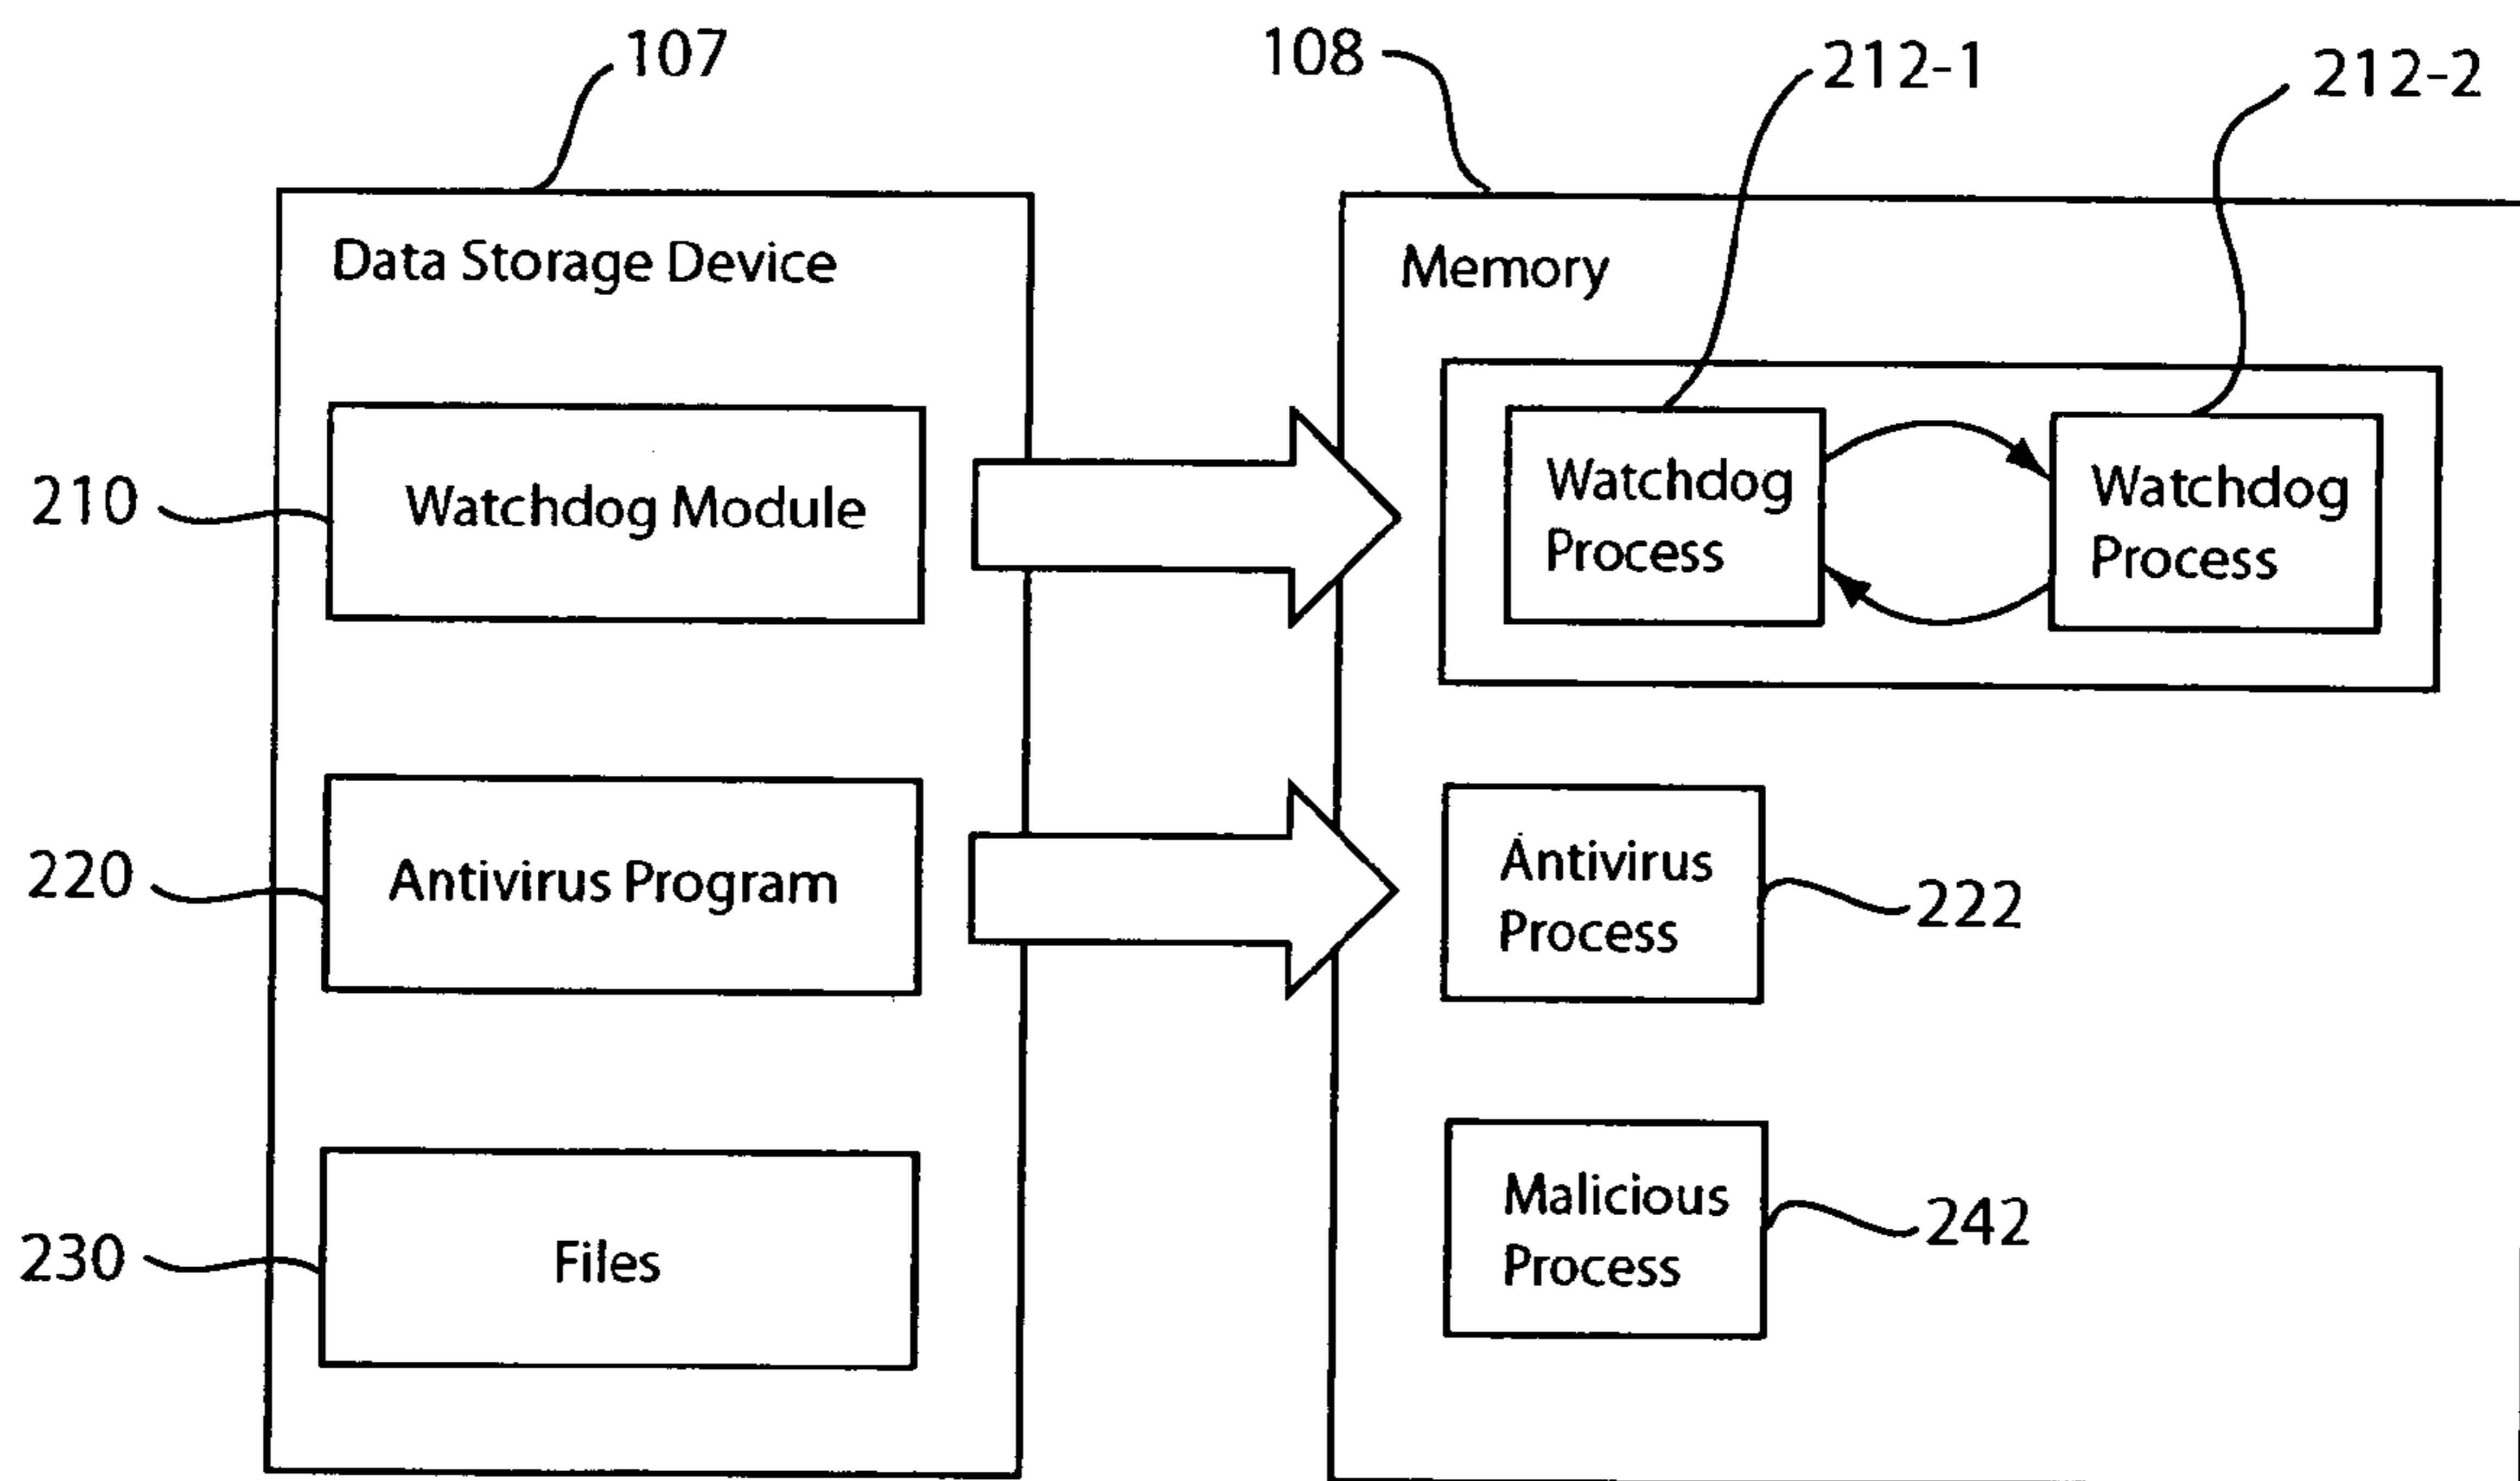 107
108
212-1
212-2
Data Storage Device
Memory
210
Watchdog Module
Watchdog
Process
Watchdog
Process
220
Antivirus Program
Antivirus
Process
222
230
Files
Malicious
Process
242